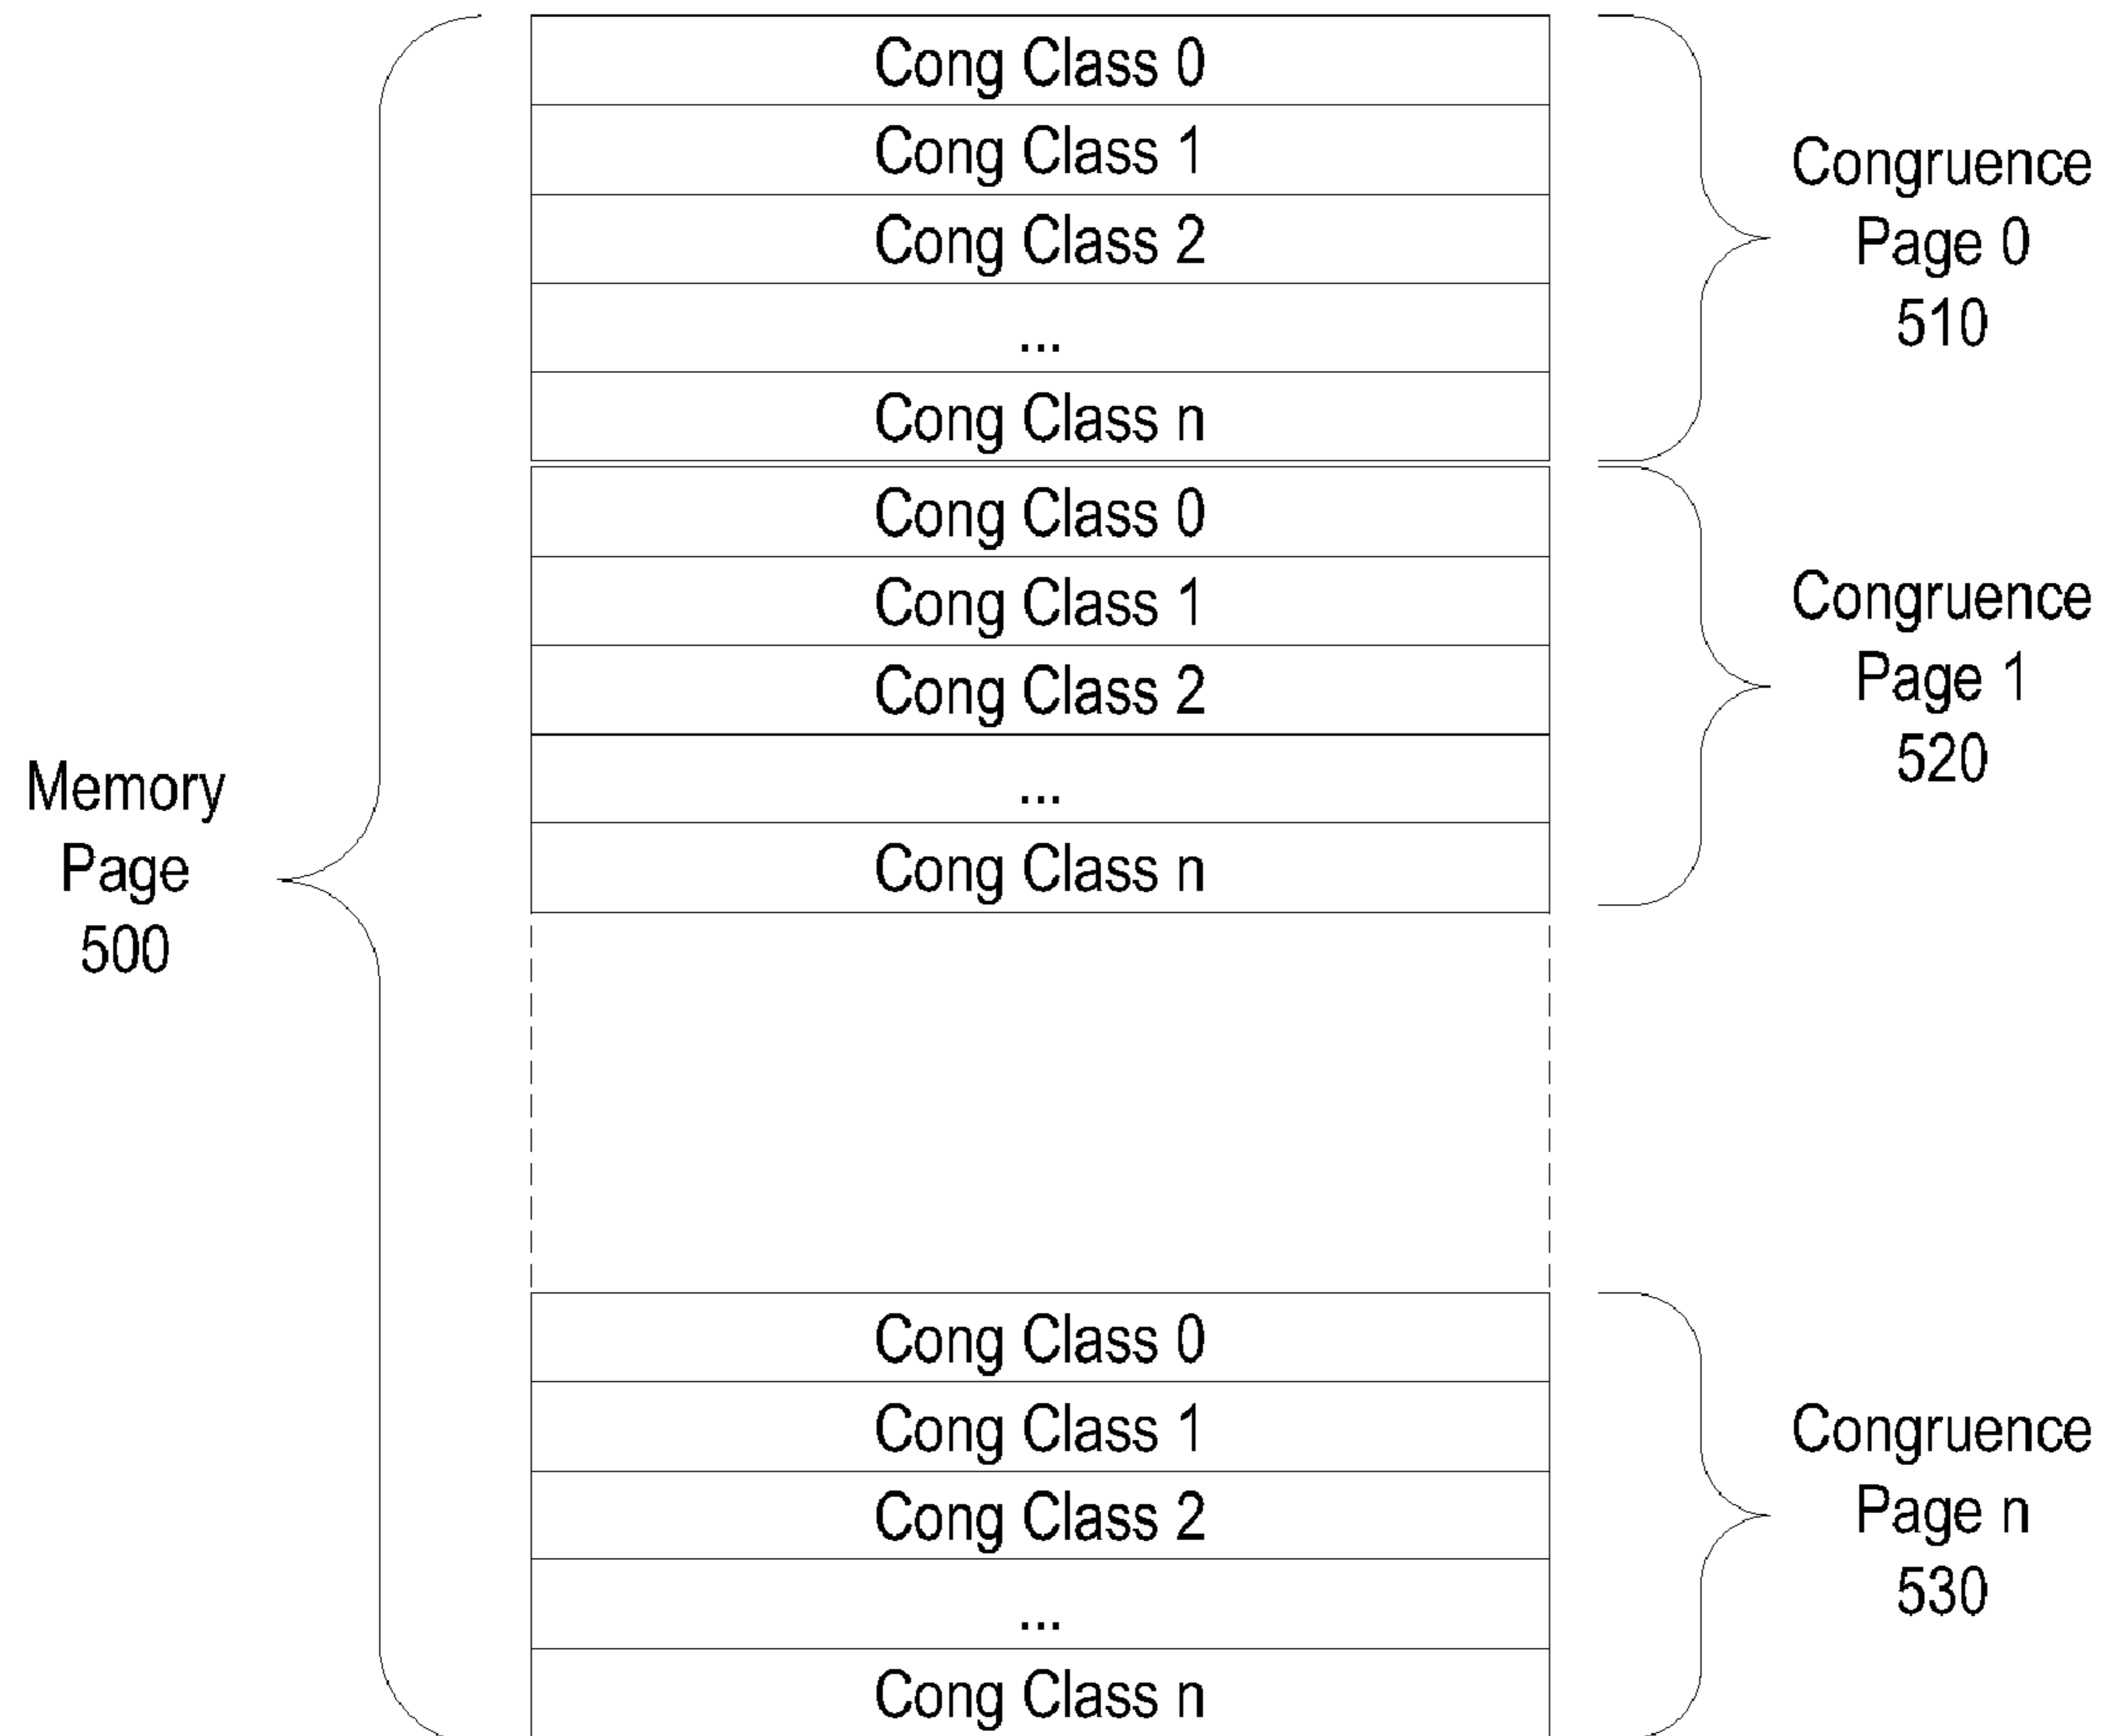 Cong Class 0
Cong Class 1
Cong Class 2
...
Cong Class n
Congruence
Page 0
510
Cong Class 0
Cong Class 1
Cong Class 2
...
Cong Class n
Congruence
Page 1
520
Memory
Page
500
Cong Class 0
Cong Class 1
Cong Class 2
...
Cong Class n
Congruence
Page n
530